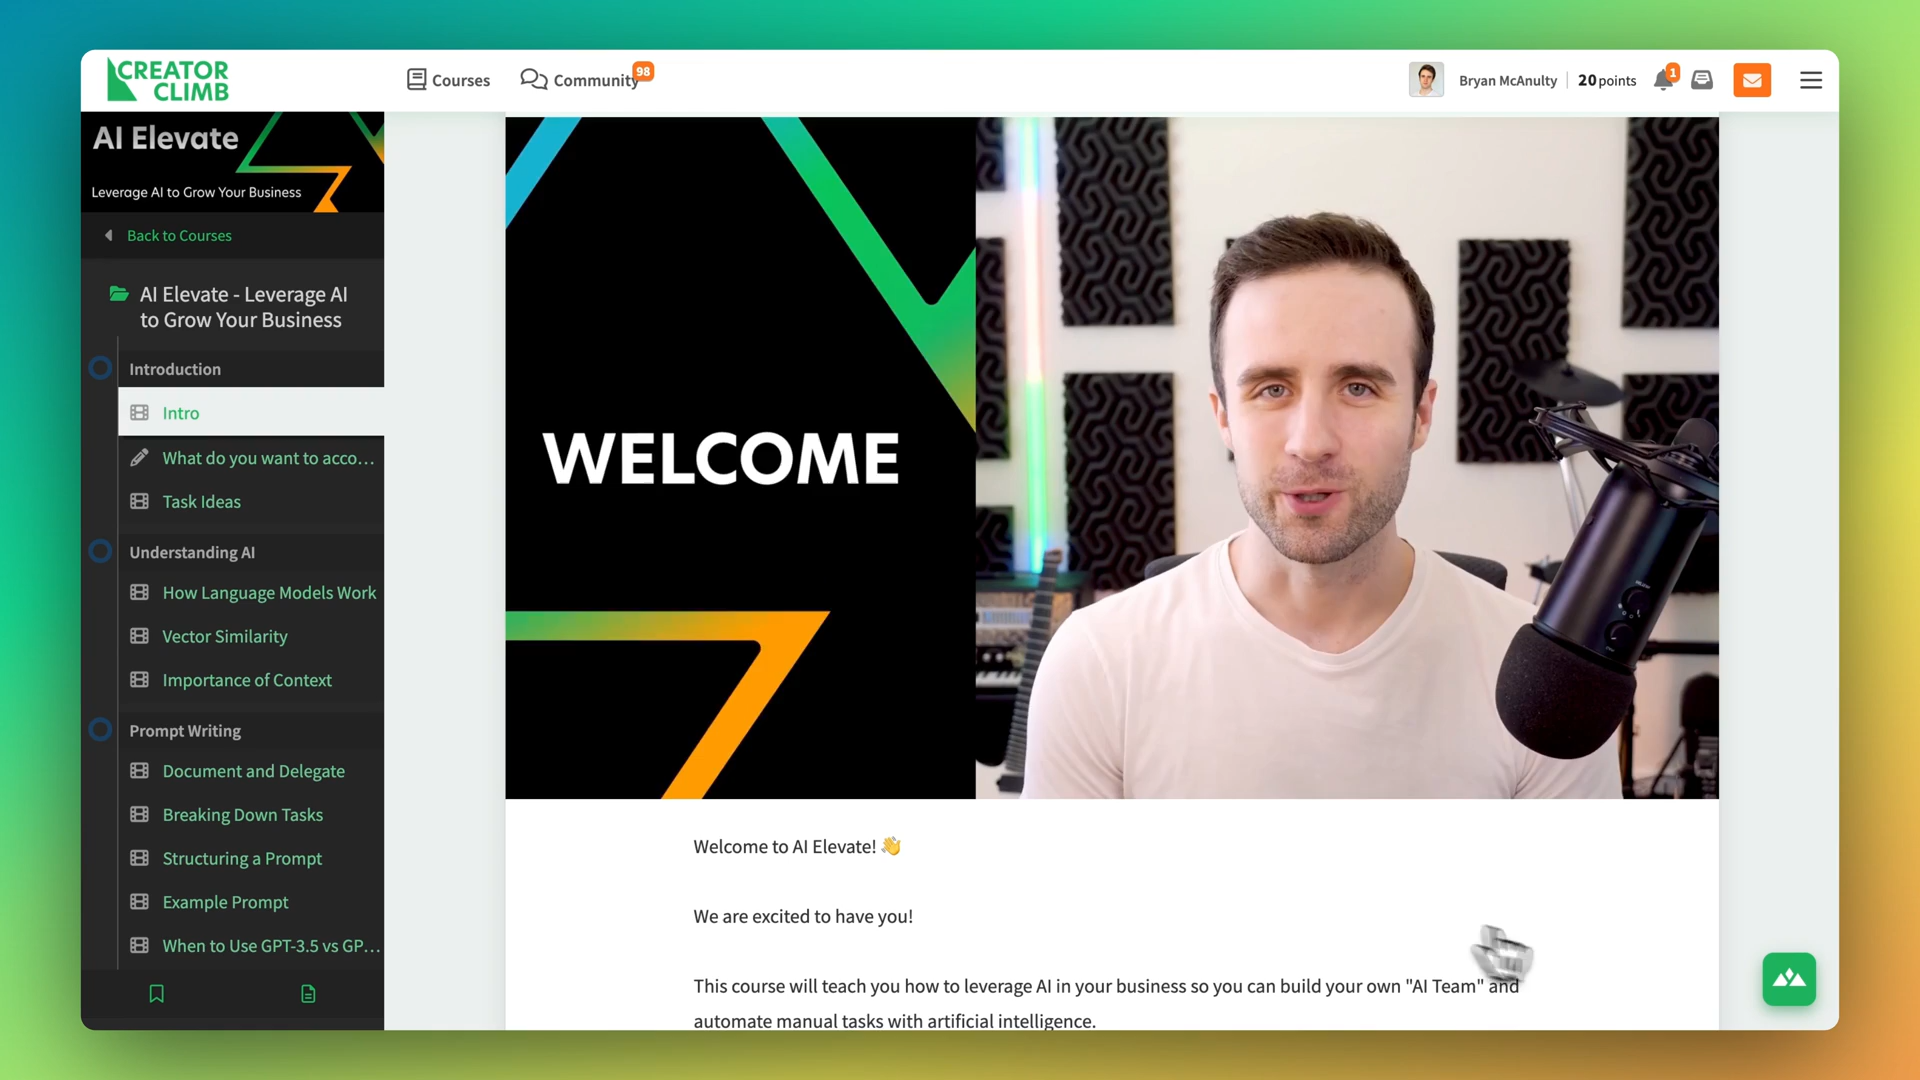 CREATOR
CLIMB
Courses
Community
98
Bryan McAnulty
20 points
1
AI Elevate
Leverage AI to Grow Your Business
Back to Courses
AI Elevate - Leverage AI
to Grow Your Business
Introduction
Intro
What do you want to acco...
Task Ideas
Understanding AI
How Language Models Work
Vector Similarity
Importance of Context
Prompt Writing
Document and Delegate
Breaking Down Tasks
Structuring a Prompt
Example Prompt
When to Use GPT-3.5 vs GP...
WELCOME
Welcome to AI Elevate! 👋
We are excited to have you!
This course will teach you how to leverage AI in your business so you can build your own "AI Team" and
automate manual tasks with artificial intelligence.